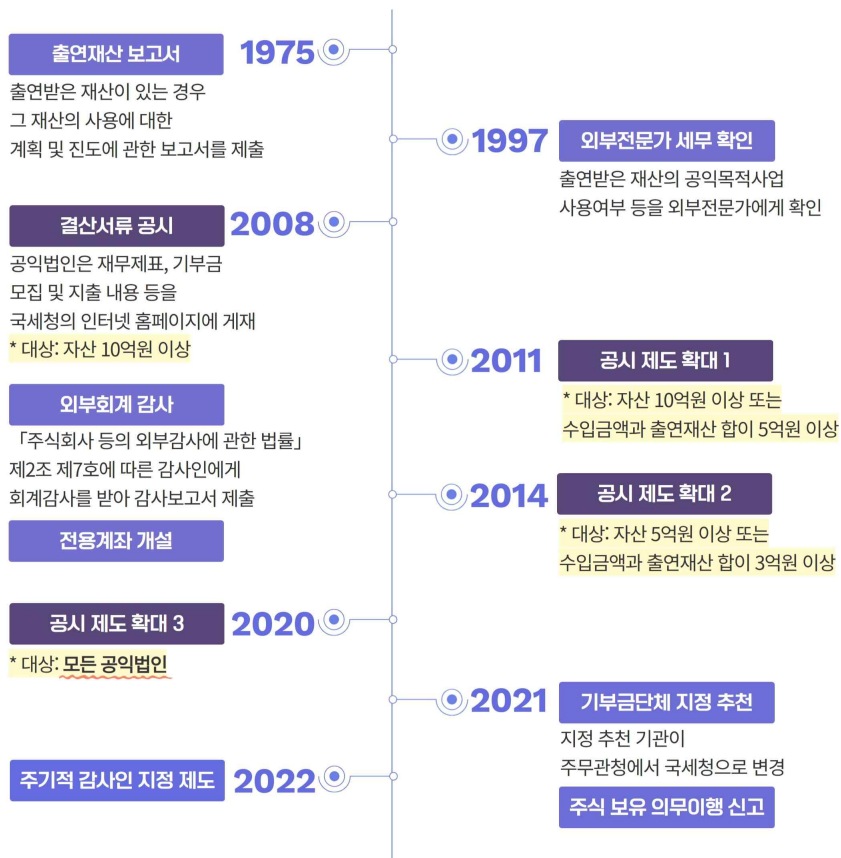 출연재산 보고서
1975
출연받은 재산이 있는 경우
그 재산의 사용에 대한
계획 및 진도에 관한 보고서를 제출
1997
외부전문가 세무 확인
출연받은 재산의 공익목적사업
사용여부 등을 외부전문가에게 확인
결산서류 공시
2008
공익법인은 재무제표, 기부금
모집 및 지출 내용 등을
국세청의 인터넷 홈페이지에 게재
* 대상: 자산 10억원 이상
외부회계 감사
「주식회사 등의 외부감사에 관한 법률」
제2조 제7호에 따른 감사인에게
회계감사를 받아 감사보고서 제출
전용계좌 개설
2011
공시 제도 확대 1
* 대상: 자산 10억원 이상 또는
수입금액과 출연재산 합이 5억원 이상
2014
공시 제도 확대 2
* 대상: 자산 5억원 이상 또는
수입금액과 출연재산 합이 3억원 이상
공시 제도 확대 3
2020
* 대상: 모든 공익법인
2021
기부금단체 지정 추천
지정 추천 기관이
주무관청에서 국세청으로 변경
주식 보유 의무이행 신고
주기적 감사인 지정 제도
2022